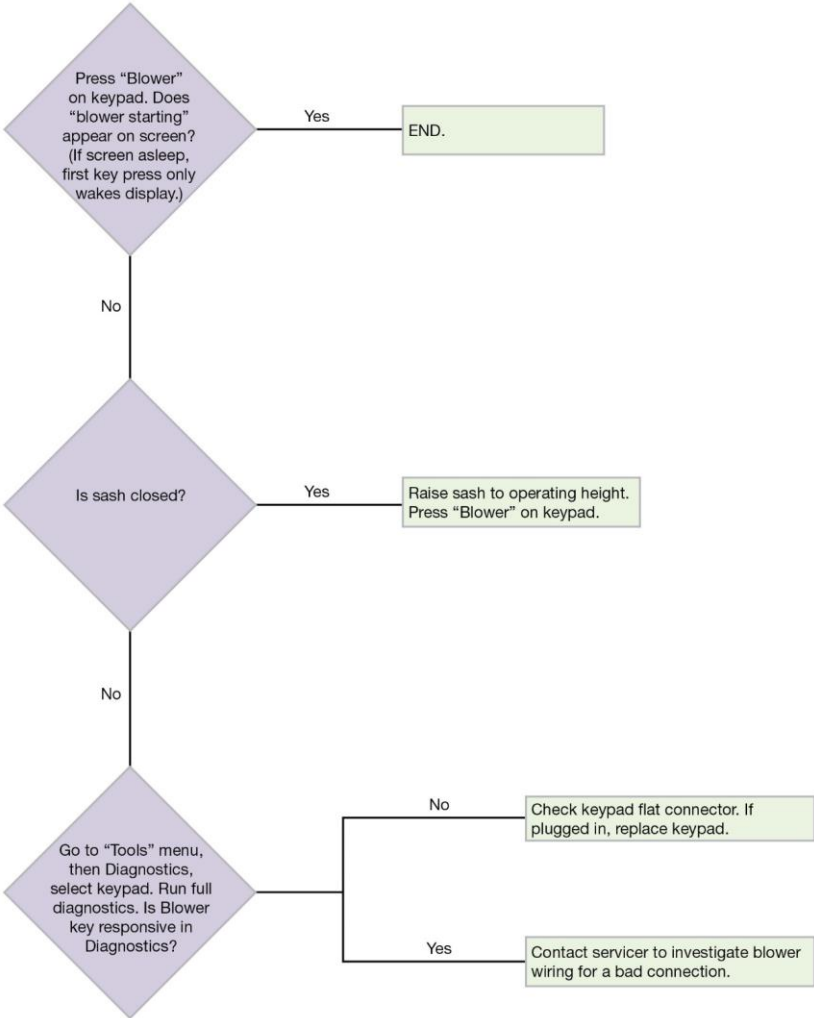 Press “Blower”
on keypad. Does
“blower starting”
appear on screen?
(If screen asleep,
first key press only
wakes display.)
Yes
END.
No
Is sash closed?
Yes
Raise sash to operating height.
Press “Blower” on keypad.
No
Go to “Tools” menu,
then Diagnostics,
select keypad. Run full
diagnostics. Is Blower
key responsive in
Diagnostics?
No
Check keypad flat connector. If
plugged in, replace keypad.
Yes
Contact servicer to investigate blower
wiring for a bad connection.